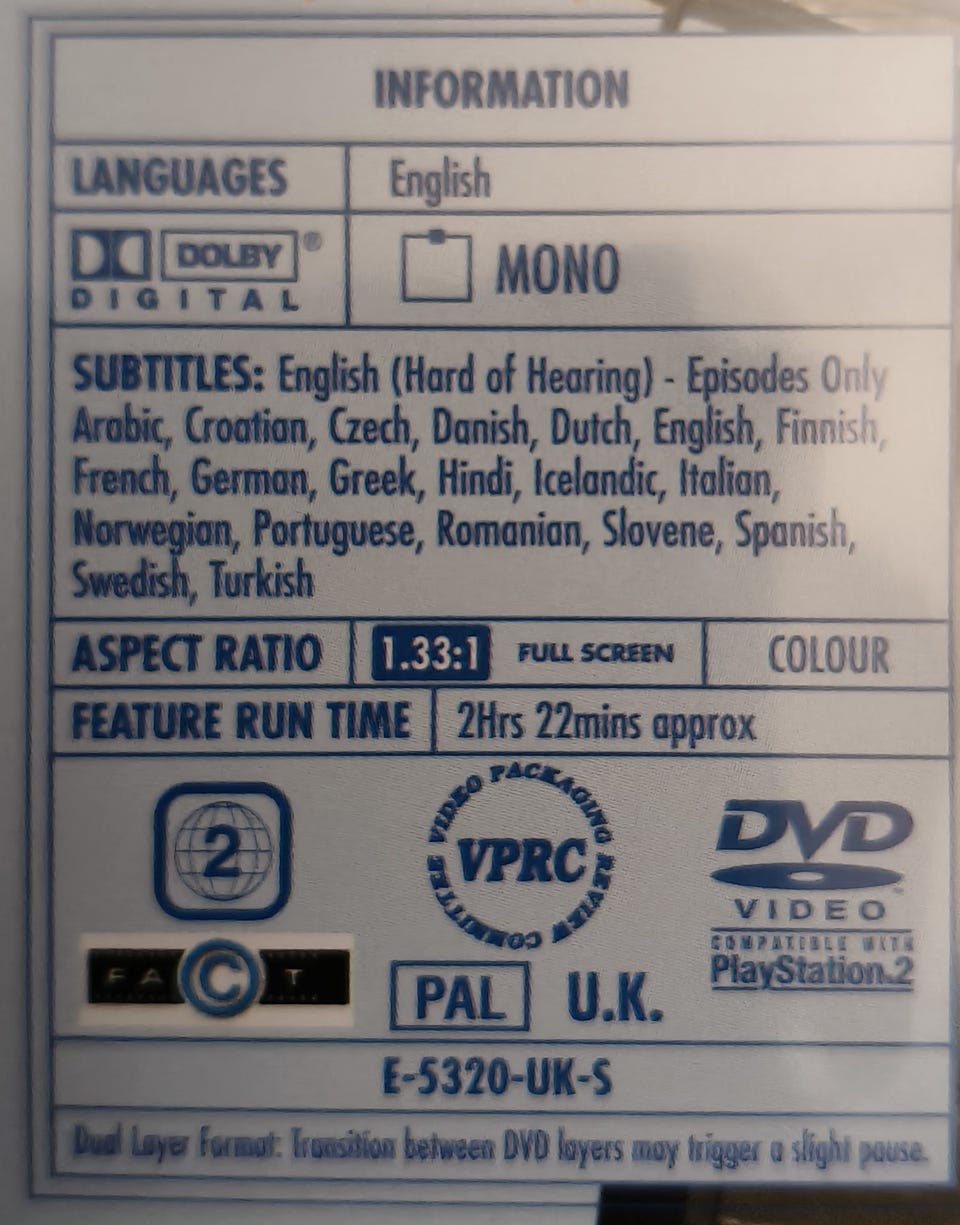 INFORMATION
LANGUAGES English
DOLBY® MONO
DIGITAL
SUBTITLES: English (Hard of Hearing) - Episodes Only
Arabic, Croatian, Czech, Danish, Dutch, English, Finnish,
French, German, Greek, Hindi, Icelandic, Italian,
Norwegian, Portuguese, Romanian, Slovene, Spanish,
Swedish, Turkish
ASPECT RATIO 1.33:1 FULL SCREEN COLOUR
FEATURE RUN TIME 2Hrs 22mins approx
2
VIDEO PACKAGING REVIEW COMMITTEE
VPRC
DVD
VIDEO™
COMPATIBLE WITH
PlayStation.2
FACT
PAL U.K.
E-5320-UK-S
Dual Layer Format: Transition between DVD layers may trigger a slight pause.